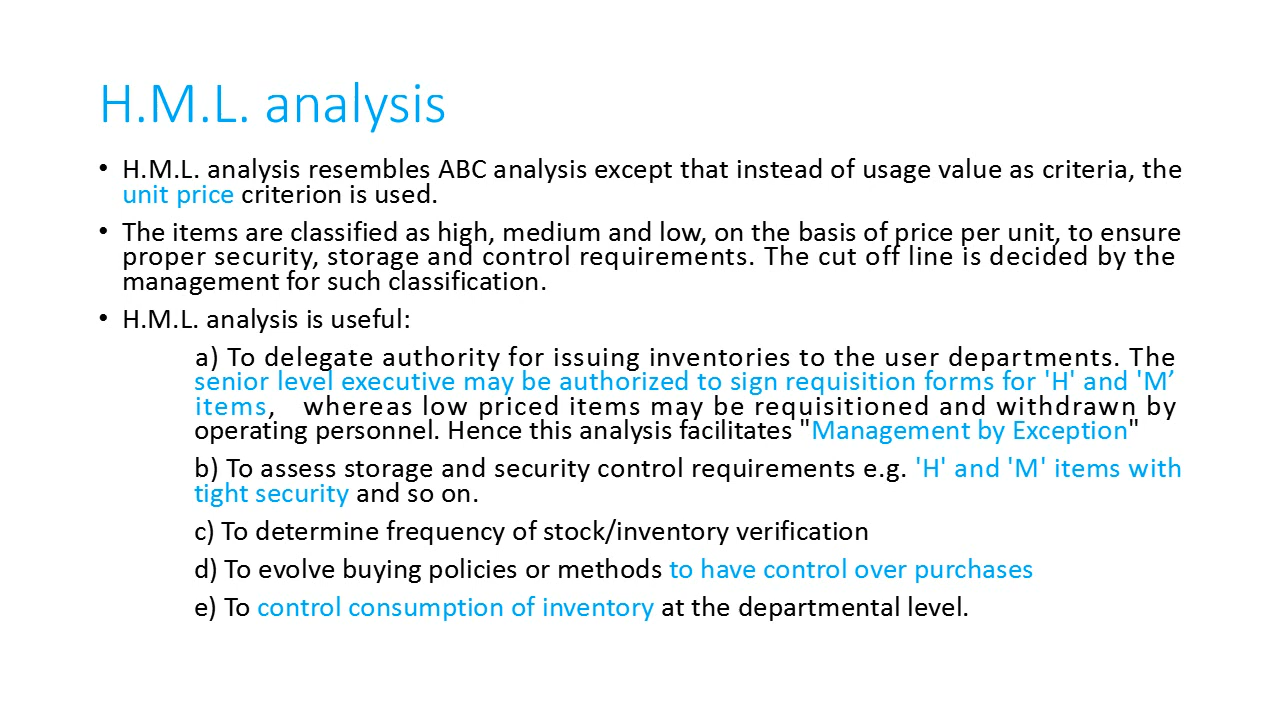 H.M.L. analysis
• H.M.L. analysis resembles ABC analysis except that instead of usage value as criteria, the
unit price criterion is used.
• The items are classified as high, medium and low, on the basis of price per unit, to ensure
proper security, storage and control requirements. The cut off line is decided by the
management for such classification.
• H.M.L. analysis is useful:
a) To delegate authority for issuing inventories to the user departments. The
senior level executive may be authorized to sign requisition forms for 'H' and 'M’
items, whereas low priced items may be requisitioned and withdrawn by
operating personnel. Hence this analysis facilitates "Management by Exception"
b) To assess storage and security control requirements e.g. 'H' and 'M' items with
tight security and so on.
c) To determine frequency of stock/inventory verification
d) To evolve buying policies or methods to have control over purchases
e) To control consumption of inventory at the departmental level.